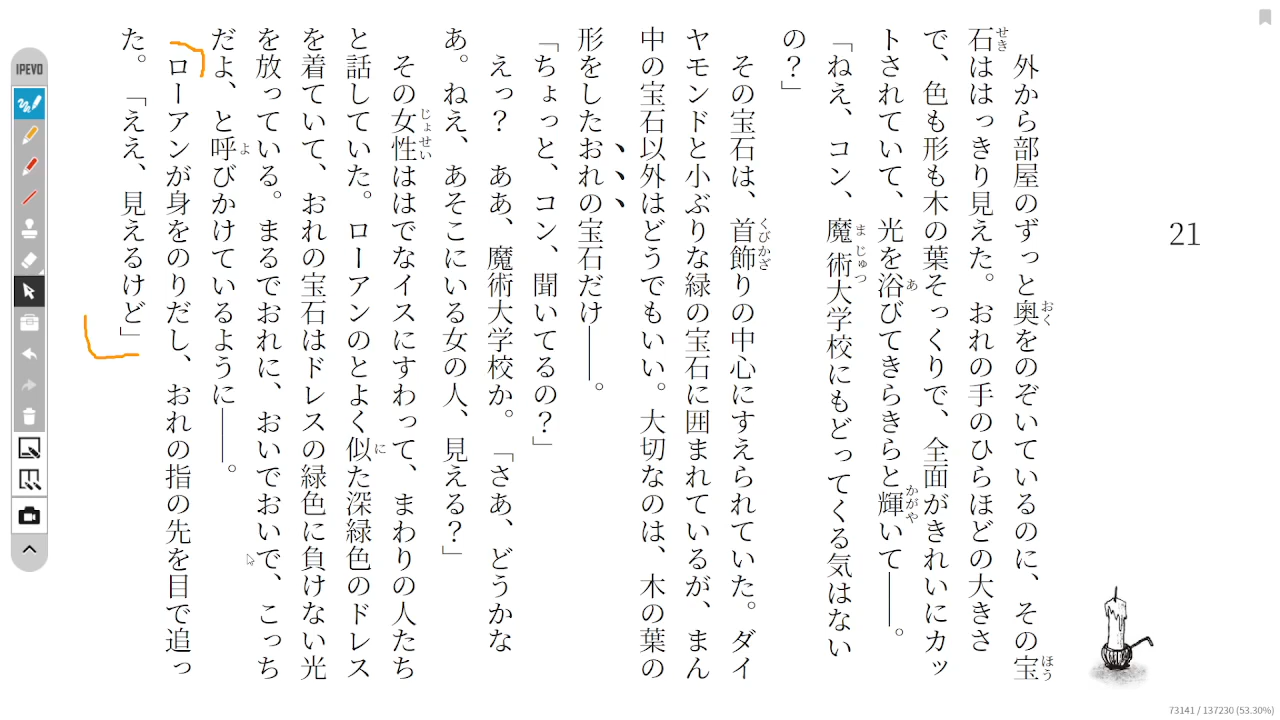 IPEVO
21
外から部屋のずっと奥をのぞいているのに、その宝
石ははっきり見えた。おれの手のひらほどの大きさ
で、色も形も木の葉そっくりで、全面がきれいにカッ
トされていて、光を浴びてきらきらと輝いて――。
「ねえ、コン、魔術大学校にもどってくる気はない
の？」
その宝石は、首飾りの中心にすえられていた。ダイ
ヤモンドと小ぶりな緑の宝石に囲まれているが、まん
中の宝石以外はどうでもいい。大切なのは、木の葉の
形をしたおれの宝石だけ――。
「ちょっと、コン、聞いてるの？」
えっ？　ああ、魔術大学校か。「さあ、どうかな
あ。ねえ、あそこにいる女の人、見える？」
その女性ははでなイスにすわって、まわりの人たち
と話していた。ローアンのとよく似た深緑色のドレス
を着ていて、おれの宝石はドレスの緑色に負けない光
を放っている。まるでおれに、おいでおいで、こっち
だよ、と呼びかけているように――。
ローアンが身をのりだし、おれの指の先を目で追っ
た。「ええ、見えるけど」
73141 / 137230 (53.30%)